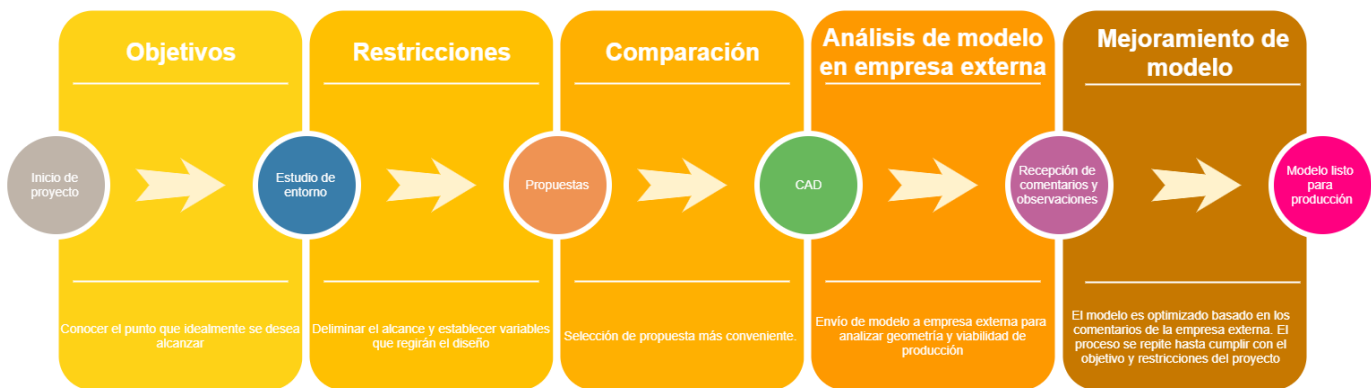 Objetivos
Restricciones
Comparación
Análisis de modelo
en empresa externa
Mejoramiento de
modelo
Inicio de
proyecto
Estudio de
entorno
Propuestas
CAD
Recepción de
comentarios y
observaciones
Modelo listo
para
producción
Conocer el punto que idealmente se desea
alcanzar
Deliminar el alcance y establecer variables
que regirán el diseño
Selección de propuesta más conveniente.
Envío de modelo a empresa externa para
analizar geometría y viabilidad de
producción
El modelo es optimizado basado en los
comentarios de la empresa externa. El
proceso se repite hasta cumplir con el
objetivo y restricciones del proyecto